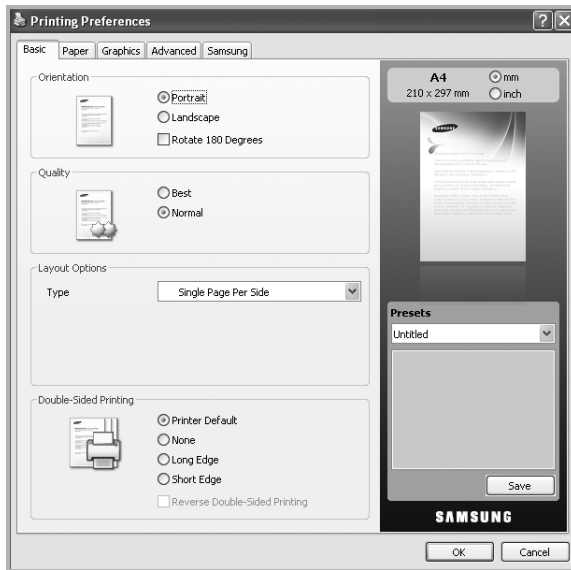 Printing Preferences
Basic Paper Graphics Advanced Samsung
Orientation
Portrait
Landscape
Rotate 180 Degrees
Quality
Best
Normal
Layout Options
Type Single Page Per Side
Double-Sided Printing
Printer Default
None
Long Edge
Short Edge
Reverse Double-Sided Printing
A4 mm
210 x 297 mm inch
SAMSUNG
Presets
Untitled
Save
SAMSUNG
OK Cancel